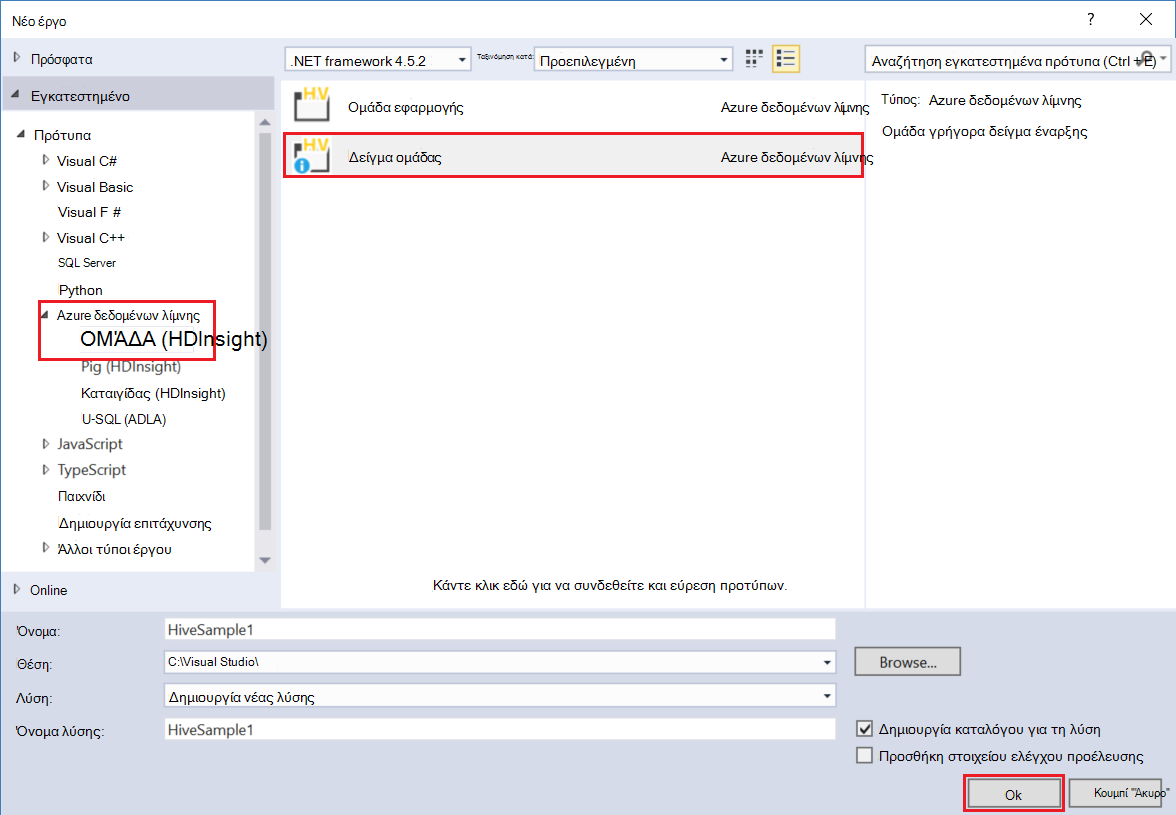 Νέο έργο
?
Πρόσφατα
.NET framework 4.5.2
Ταξινόμηση κατά:
Προεπιλεγμένη
Αναζήτηση εγκατεστημένα πρότυπα (Ctrl + E)
Εγκατεστημένο
Πρότυπα
Visual C#
Visual Basic
Visual F #
Visual C++
SQL Server
Python
Azure δεδομένων λίμνης
ΟΜΆΔΑ (HDInsight)
Pig (HDInsight)
Καταιγίδας (HDInsight)
U-SQL (ADLA)
JavaScript
TypeScript
Παιχνίδι
Δημιουργία επιτάχυνσης
Άλλοι τύποι έργου
Online
Ομάδα εφαρμογής Azure δεδομένων λίμνης
Δείγμα ομάδας Azure δεδομένων λίμνης
Κάντε κλικ εδώ για να συνδεθείτε και εύρεση προτύπων.
Τύπος: Azure δεδομένων λίμνης
Ομάδα γρήγορα δείγμα έναρξης
Όνομα: HiveSample1
Θέση: C:\Visual Studio\ Browse...
Λύση: Δημιουργία νέας λύσης
Όνομα λύσης: HiveSample1
Δημιουργία καταλόγου για τη λύση
Προσθήκη στοιχείου ελέγχου προέλευσης
Ok
Κουμπί "Άκυρο"